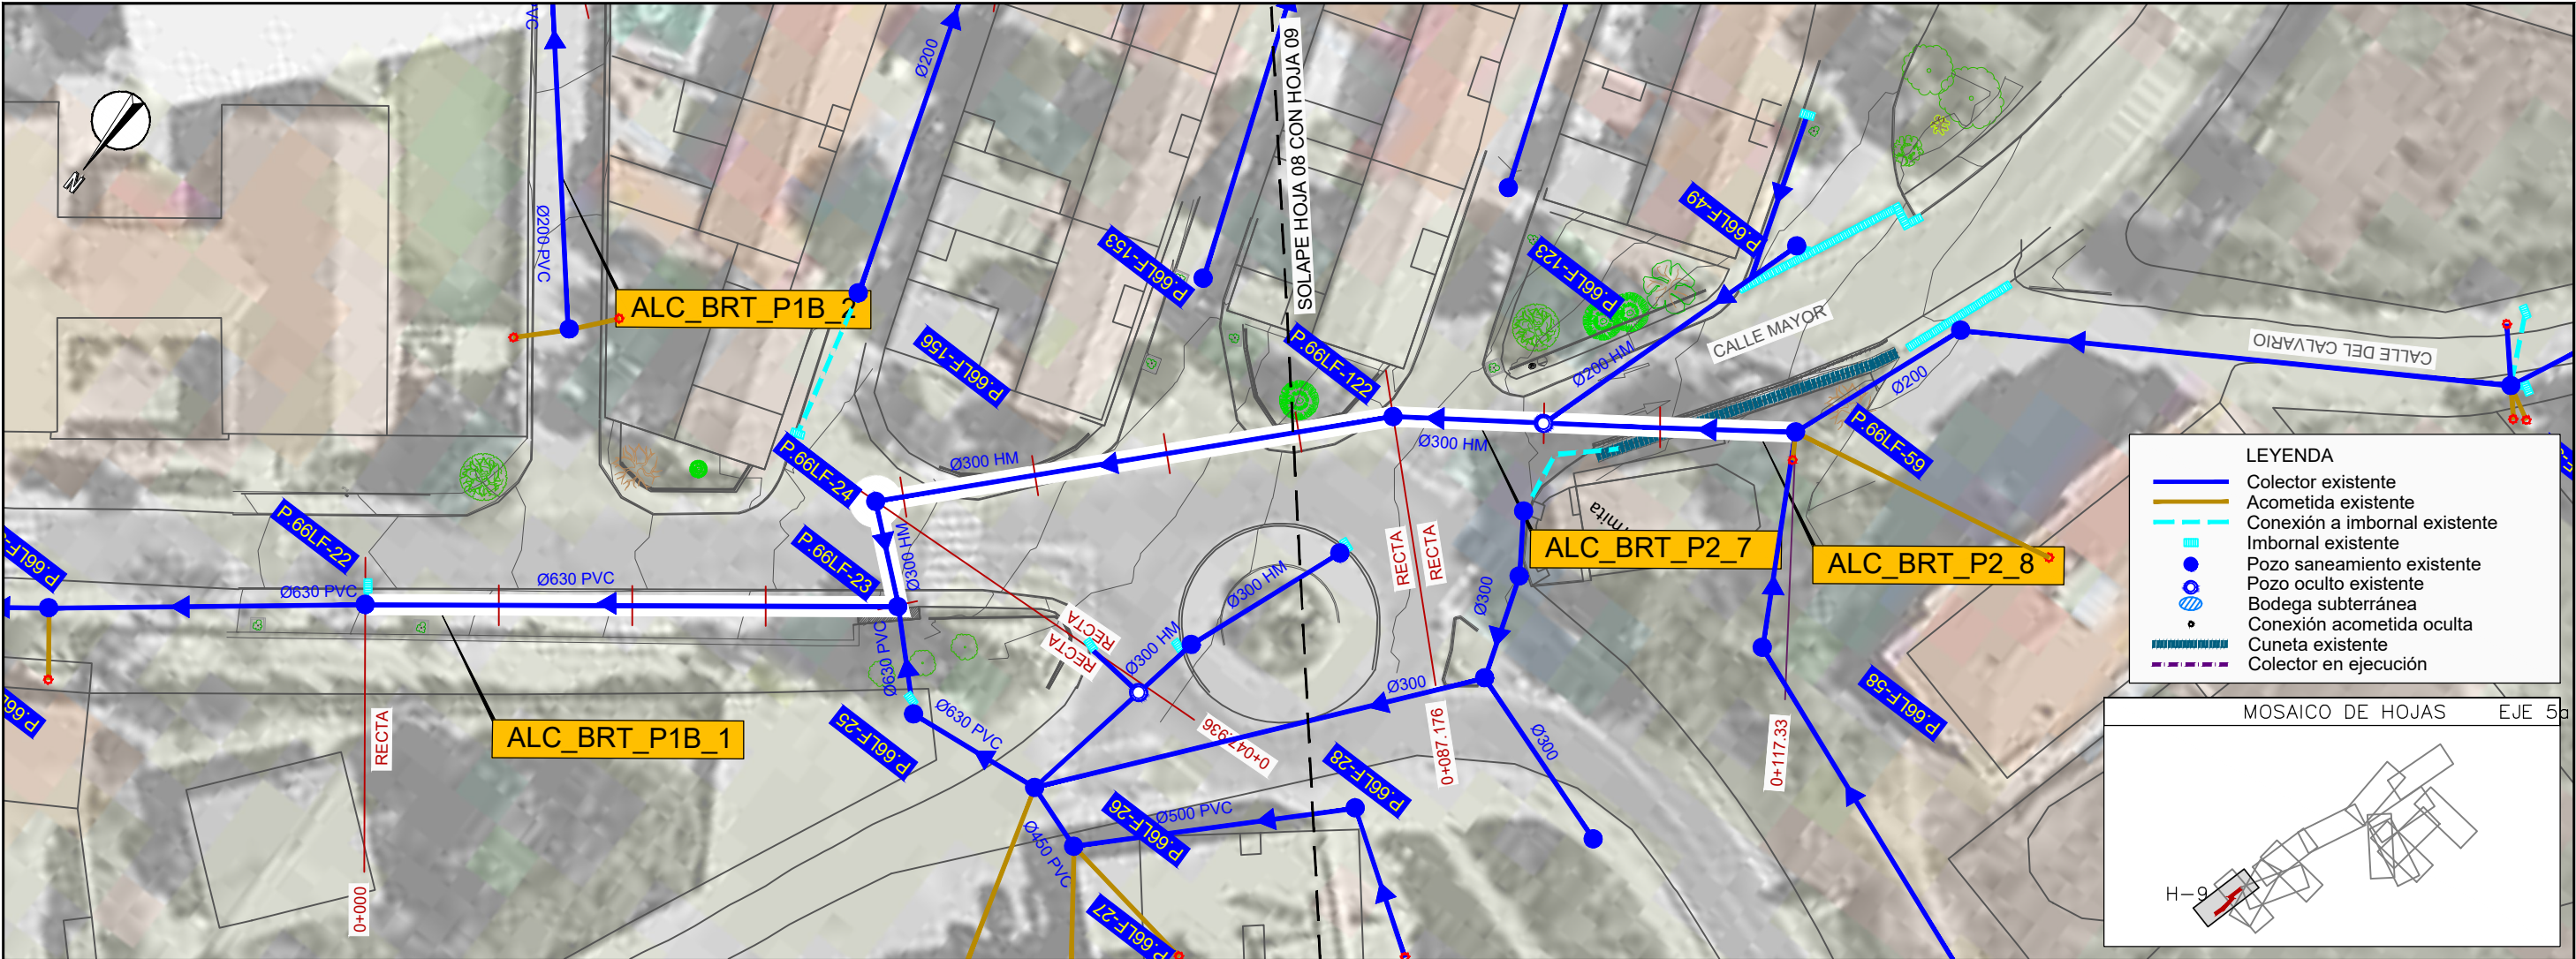 PVC
Ø200
SOLAPE HOJA 08 CON HOJA 09
N
Ø200 PVC
ALC_BRT_P1B_2
P.66LF-153
P.66LF-156
P.66LF-49
P.66LF-123
P.99LF-122
CALLE MAYOR
CALLE DEL CALVARIO
Ø200 HM
Ø200
Ø300 HM
Ø300 HM
P.66LF-59
P.66LF-24
P.66LF-22
P.66LF-23
Ø300 HM
Ø630 PVC
Ø630 PVC
RECTA
RECTA
ALC_BRT_P2_7
ALC_BRT_P2_8
Ø300 HM
Ø300
RECTA
RECTA
Ø300 HM
Ø630 PVC
Ø300
P.66LF-58
RECTA
ALC_BRT_P1B_1
P.66LF-25
Ø630 PVC
0+047.936
0+087.176
0+117.33
Ø300
P.66LF-28
P.66LF-26
Ø500 PVC
Ø450 PVC
0+000
P.66LF-27
LEYENDA
Colector existente
Acometida existente
Conexión a imbornal existente
Imbornal existente
Pozo saneamiento existente
Pozo oculto existente
Bodega subterránea
Conexión acometida oculta
Cuneta existente
Colector en ejecución
MOSAICO DE HOJAS EJE 5a
H-9